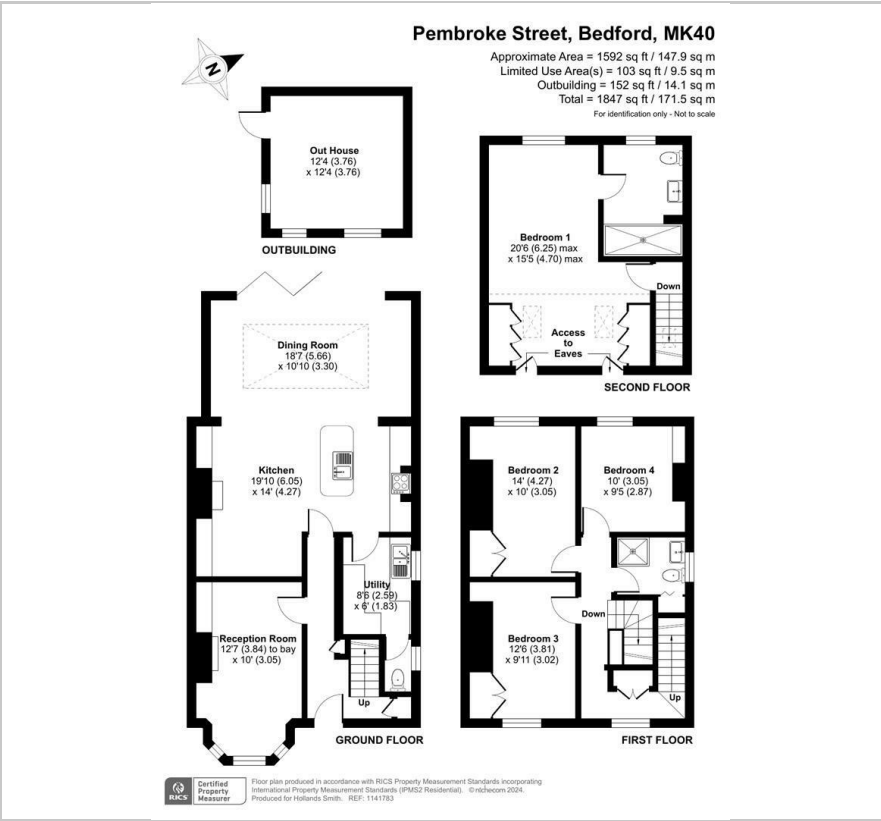 Pembroke Street, Bedford, MK40
Approximate Area = 1592 sq ft / 147.9 sq m
Limited Use Area(s) = 103 sq ft / 9.5 sq m
Outbuilding = 152 sq ft / 14.1 sq m
Total = 1847 sq ft / 171.5 sq m
For identification only - Not to scale
N
Out House
12'4 (3.76)
x 12'4 (3.76)
OUTBUILDING
Bedroom 1
20'6 (6.25) max
x 15'5 (4.70) max
Down
Access
to
Eaves
SECOND FLOOR
Dining Room
18'7 (5.66)
x 10'10 (3.30)
Kitchen
19'10 (6.05)
x 14' (4.27)
Utility
8'6 (2.59)
x 6' (1.83)
Reception Room
12'7 (3.84) to bay
x 10' (3.05)
Up
GROUND FLOOR
Bedroom 2
14' (4.27)
x 10' (3.05)
Bedroom 4
10' (3.05)
x 9'5 (2.87)
Down
Bedroom 3
12'6 (3.81)
x 9'11 (3.02)
Up
FIRST FLOOR
RICS
Certified
Property
Measurer
Floor plan produced in accordance with RICS Property Measurement Standards incorporating
International Property Measurement Standards (IPMS2 Residential). © nichecom 2024.
Produced for Hollands Smith. REF: 1141783